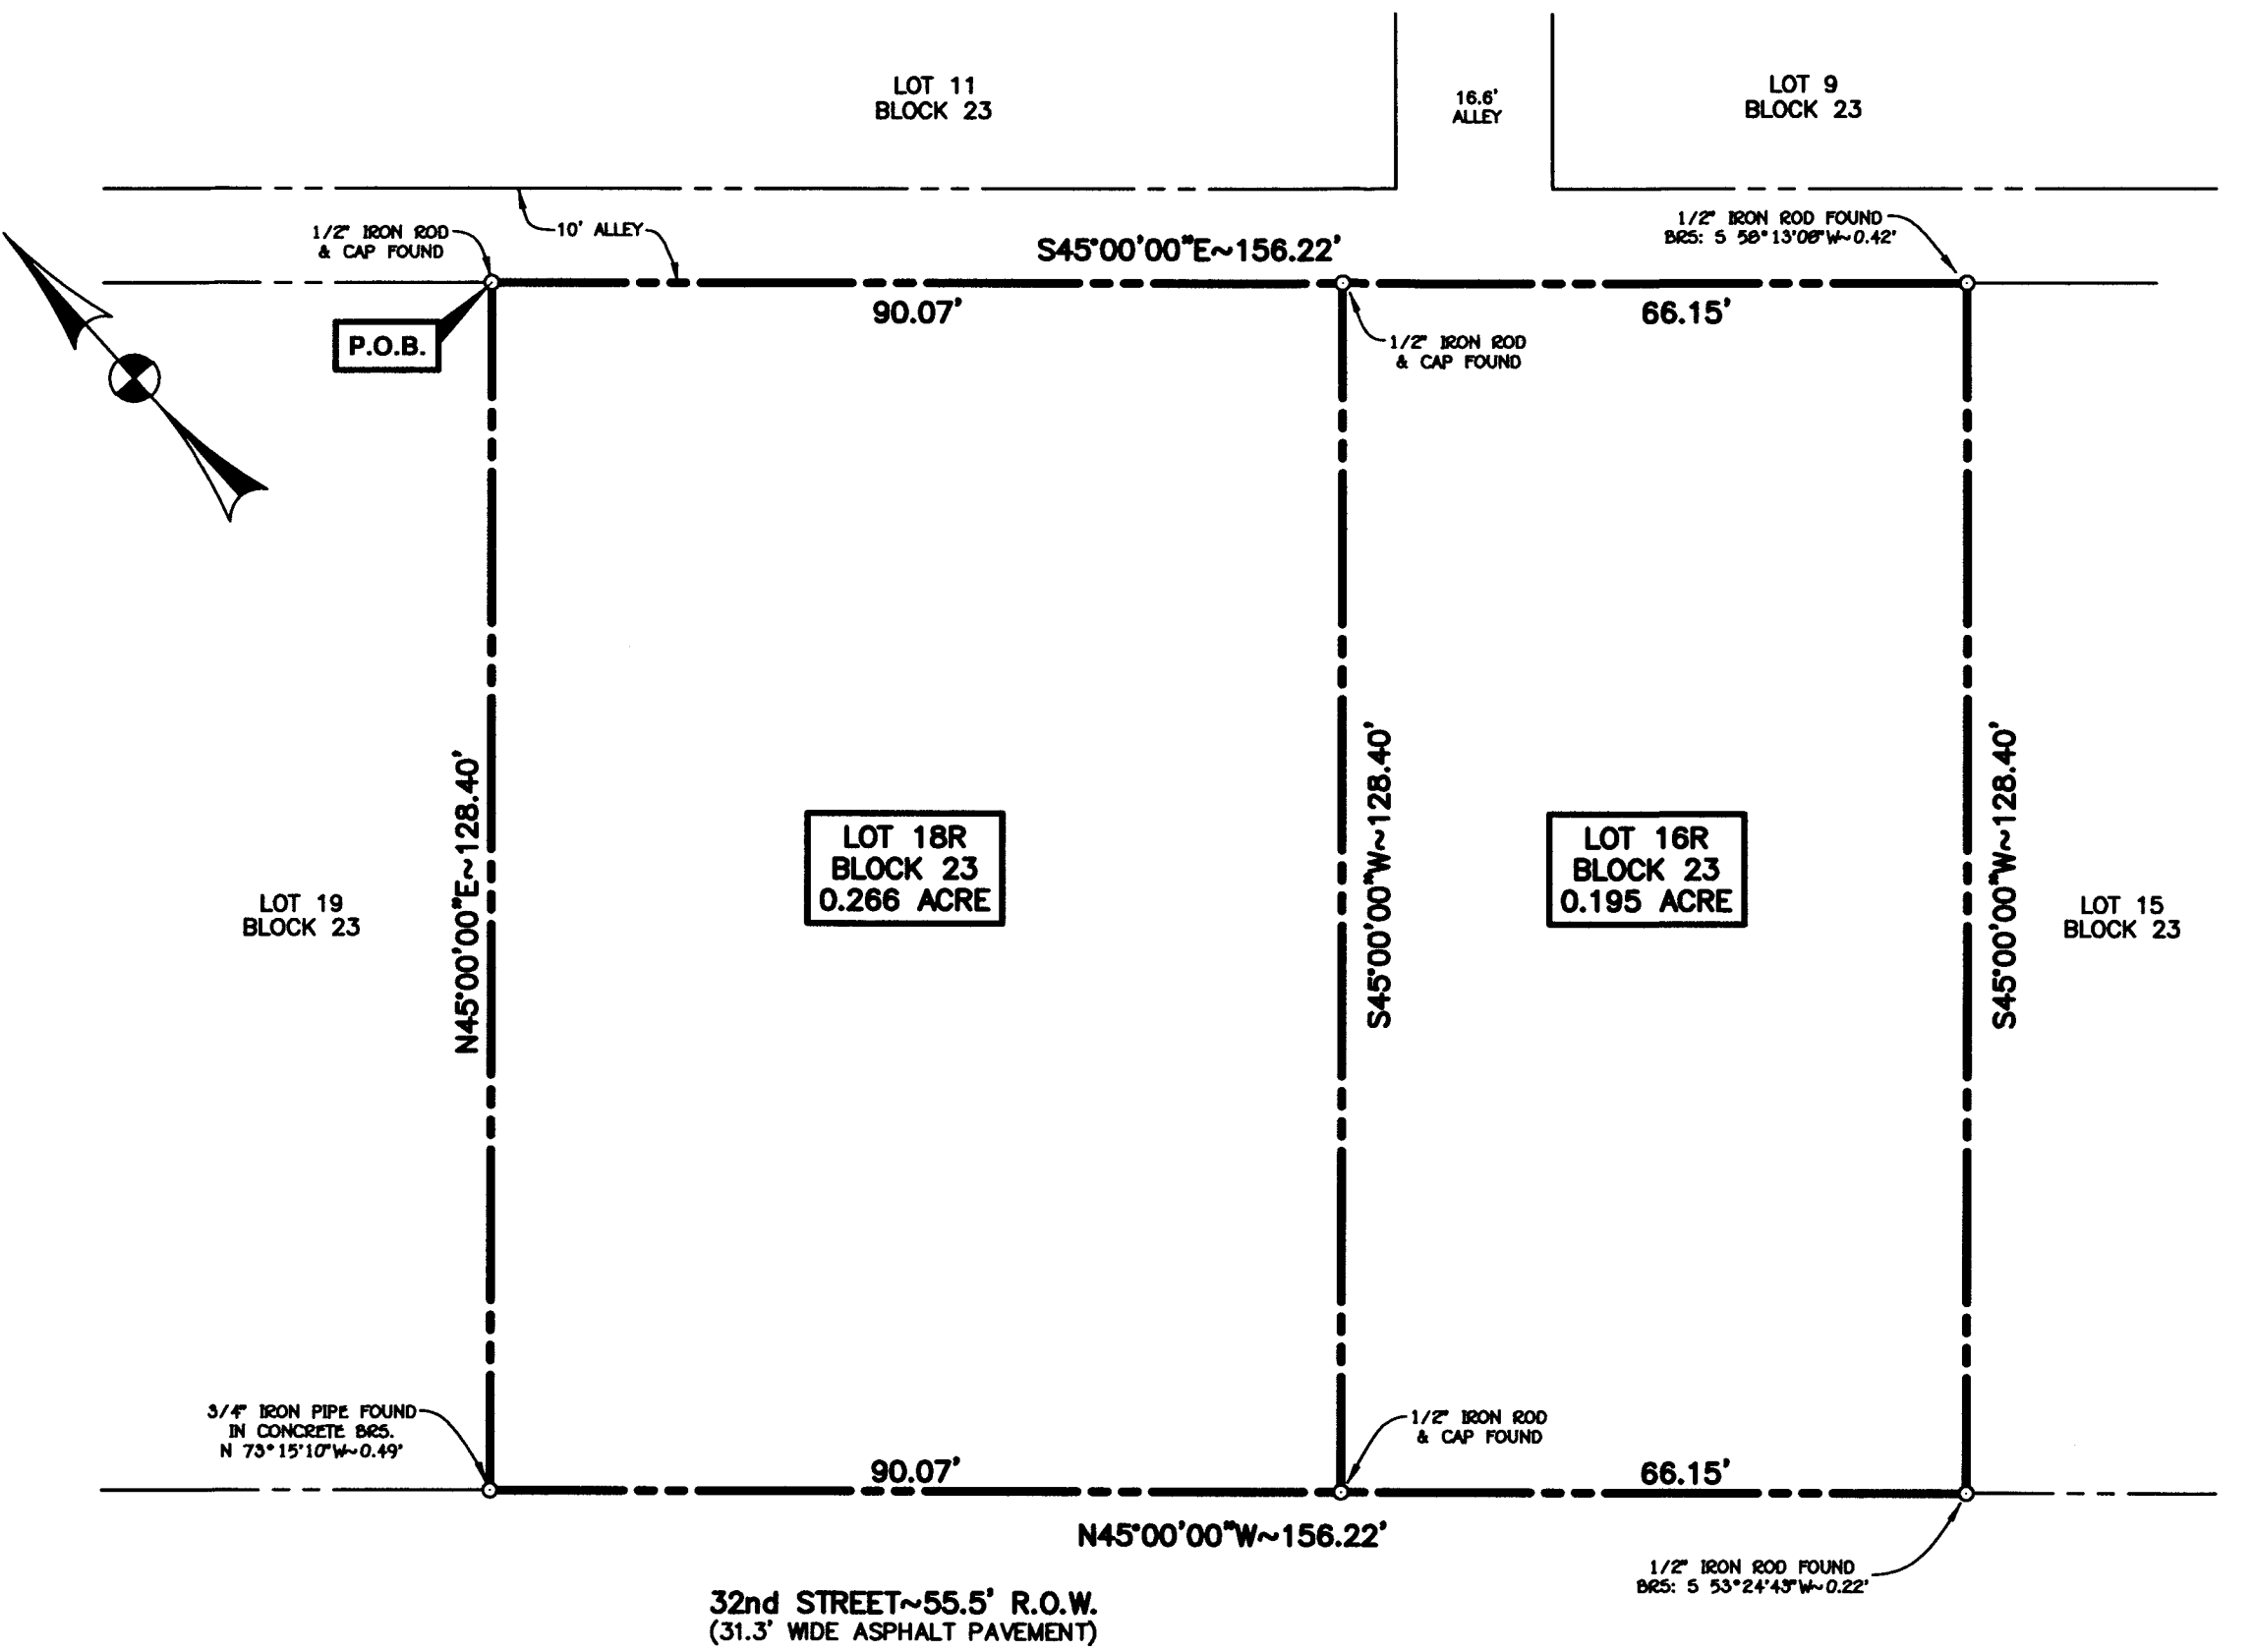 LOT 11
BLOCK 23
16.6'
ALLEY
LOT 9
BLOCK 23
1/2" IRON ROD
& CAP FOUND
10' ALLEY
S45°00'00"E~156.22'
1/2" IRON ROD FOUND
BRS: S 58°13'08"W~0.42'
P.O.B.
90.07'
66.15'
1/2" IRON ROD
& CAP FOUND
N45°00'00"E~128.40'
S45°00'00"W~128.40'
S45°00'00"W~128.40'
LOT 18R
BLOCK 23
0.266 ACRE
LOT 16R
BLOCK 23
0.195 ACRE
LOT 19
BLOCK 23
LOT 15
BLOCK 23
3/4" IRON PIPE FOUND
IN CONCRETE BRS.
N 73°15'10"W~0.49'
1/2" IRON ROD
& CAP FOUND
90.07'
66.15'
N45°00'00"W~156.22'
1/2" IRON ROD FOUND
BRS: S 53°24'43"W~0.22'
32nd STREET~55.5' R.O.W.
(31.3' WIDE ASPHALT PAVEMENT)